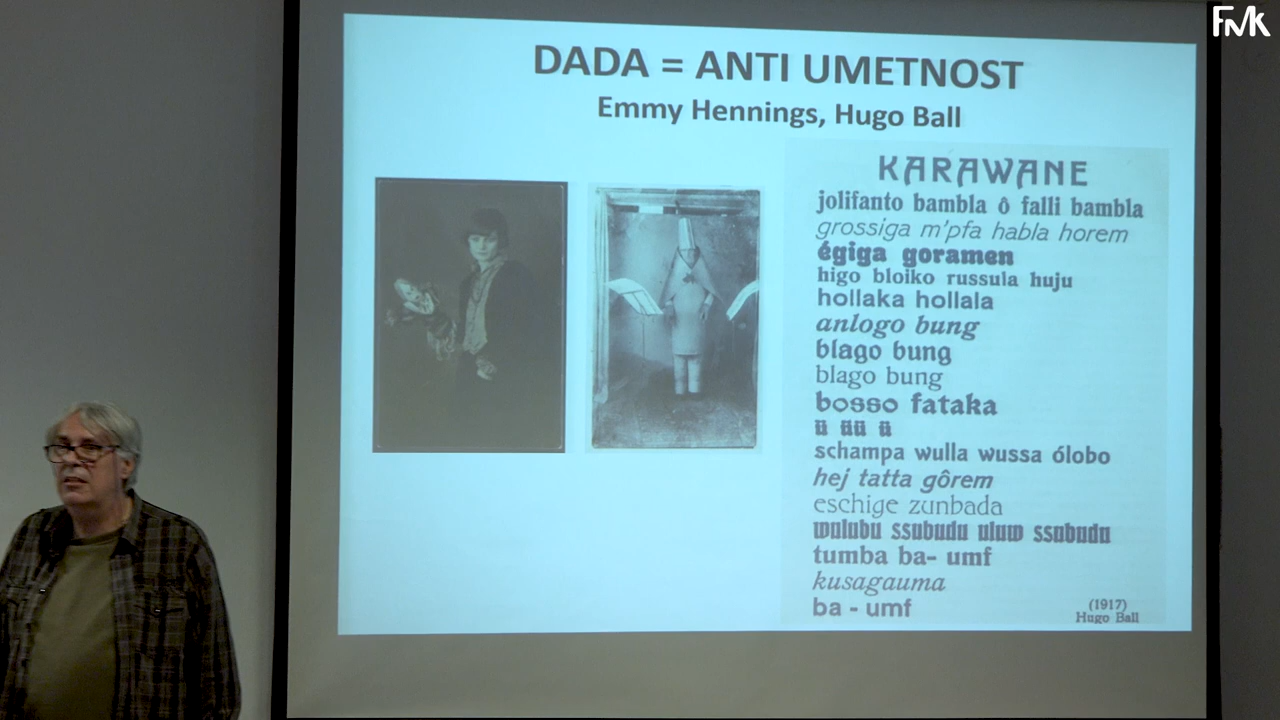 FMK
DADA = ANTI UMETNOST
Emmy Hennings, Hugo Ball
KARAWANE
jolifanto bambla ô falli bambla
grossiga m'pfa habla horem
égiga goramen
higo bloiko russula huju
hollaka hollala
anlogo bung
blago bung
blago bung
bosso fataka
ü üü ü
schampa wulla wussa ólobo
hej tatta gôrem
eschige zunbada
wulubu ssubudu uluw ssubudu
tumba ba- umf
kusagauma
ba - umf
(1917)
Hugo Ball